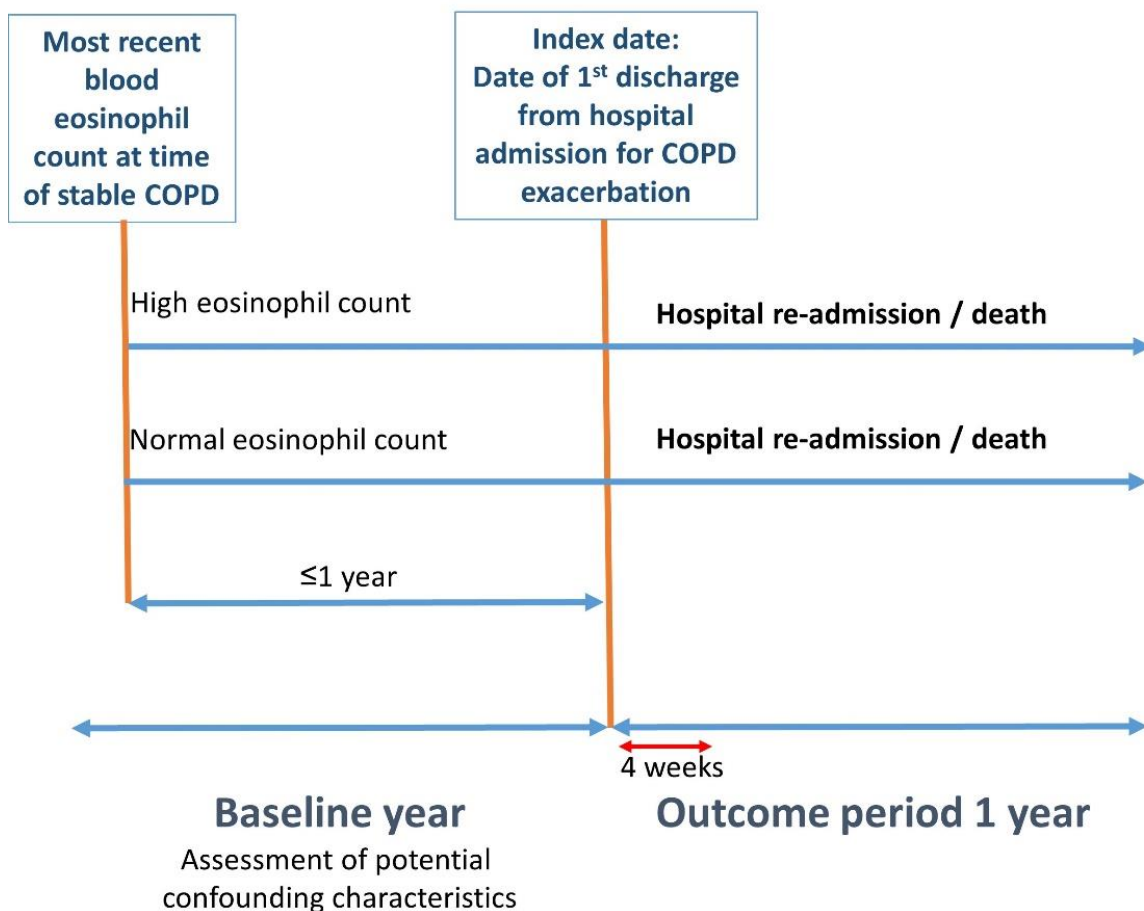 Most recent
blood
eosinophil
count at time
of stable COPD
Index date:
Date of 1st discharge
from hospital
admission for COPD
exacerbation
High eosinophil count
Hospital re-admission / death
Normal eosinophil count
Hospital re-admission / death
≤1 year
4 weeks
Baseline year
Outcome period 1 year
Assessment of potential
confounding characteristics